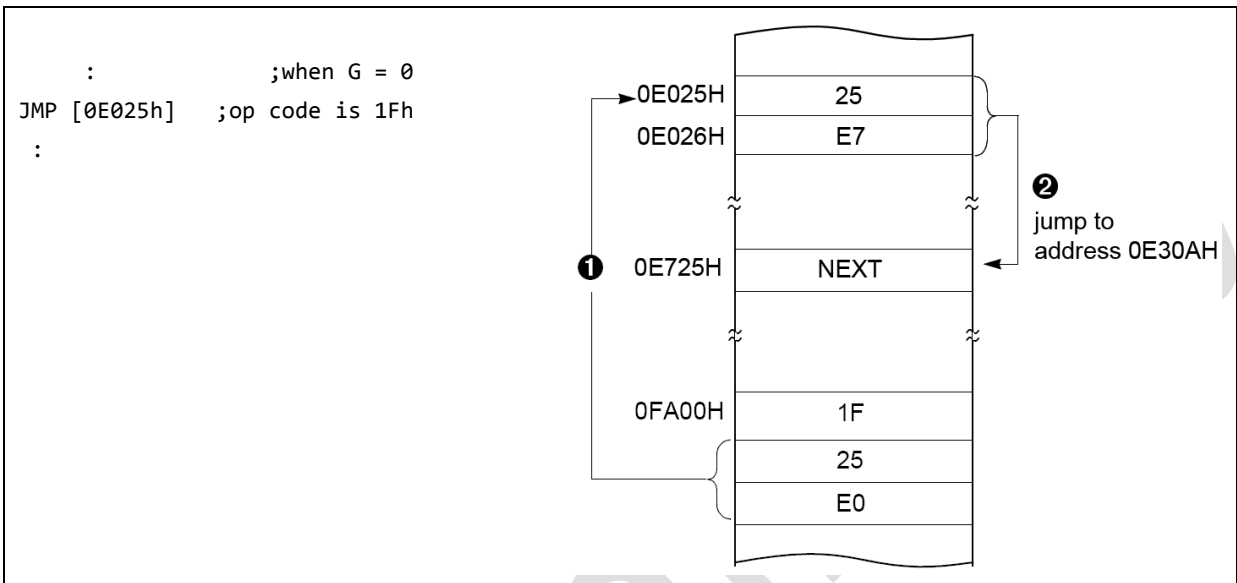 :          ;when G = 0
JMP [0E025h]   ;op code is 1Fh
:
0E025H 25
0E026H E7
❷
jump to
address 0E30AH
❶ 0E725H NEXT
0FA00H 1F
25
E0